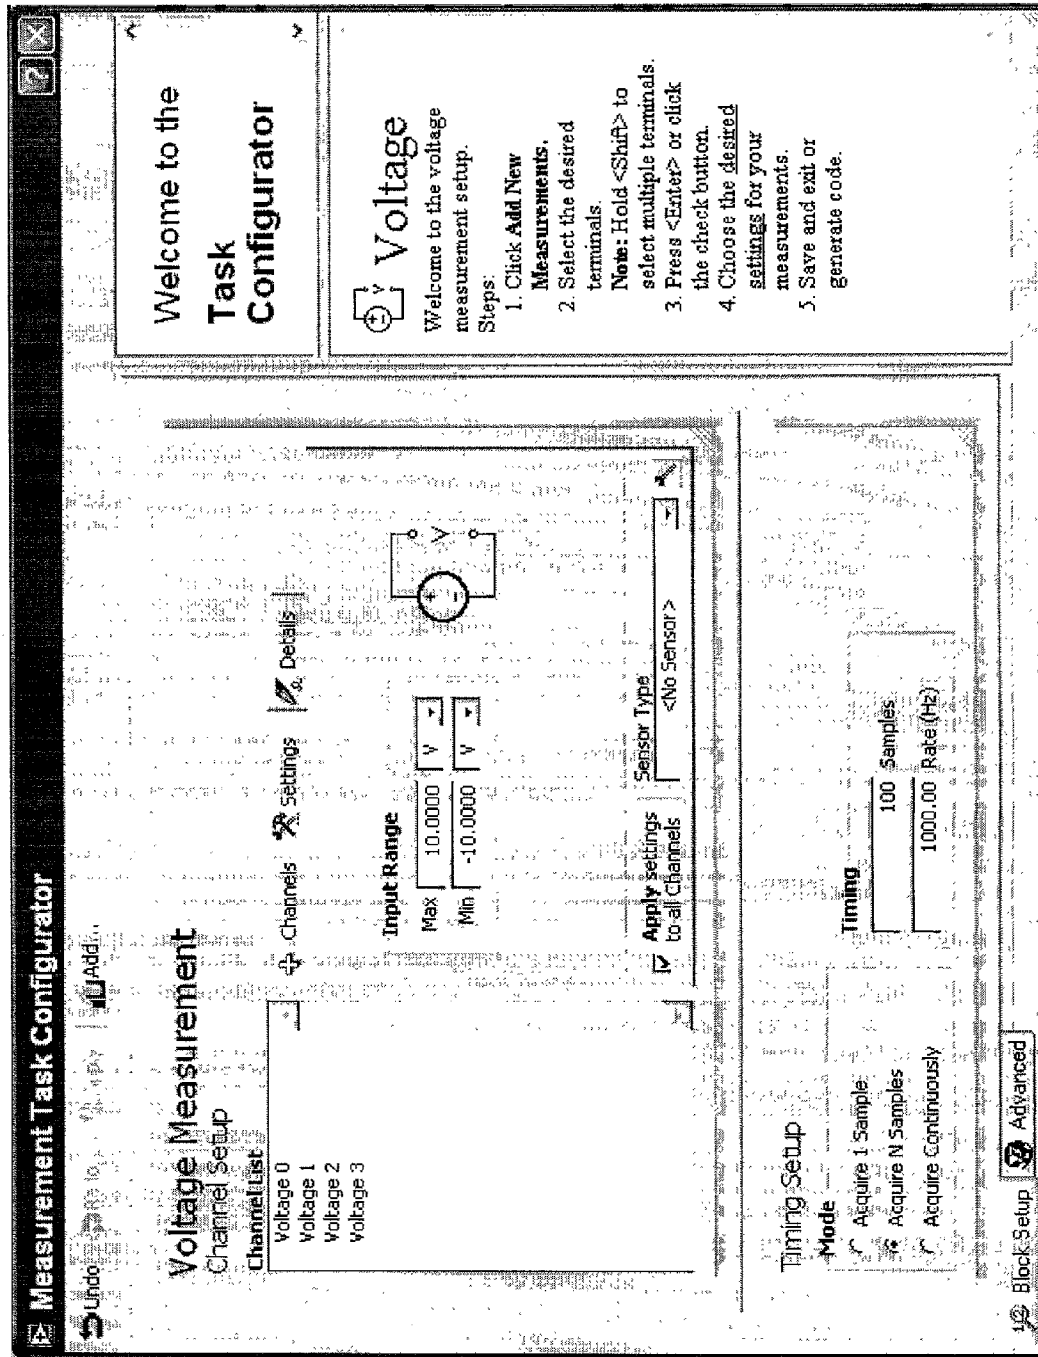 Measurement Task Configurator
Undo
Add...
Voltage Measurement
Channel Setup
Channel List
Voltage 0
Voltage 1
Voltage 2
Voltage 3
Channels
Settings
Details
Input Range
Max 10.0000 V
Min -10.0000 V
Apply settings
to all Channels
Sensor Type
<No Sensor>
Timing Setup
Mode
Acquire 1 Sample
Acquire N Samples
Acquire Continuously
Timing
100 Samples
1000.00 Rate (Hz)
Block Setup
Advanced
Welcome to the
Task
Configurator
Voltage
Welcome to the voltage
measurement setup.
Steps:
1. Click Add New
Measurements.
2. Select the desired
terminals.
Note: Hold <Shift> to
select multiple terminals.
3. Press <Enter> or click
the check button.
4. Choose the desired
settings for your
measurements.
5. Save and exit or
generate code.